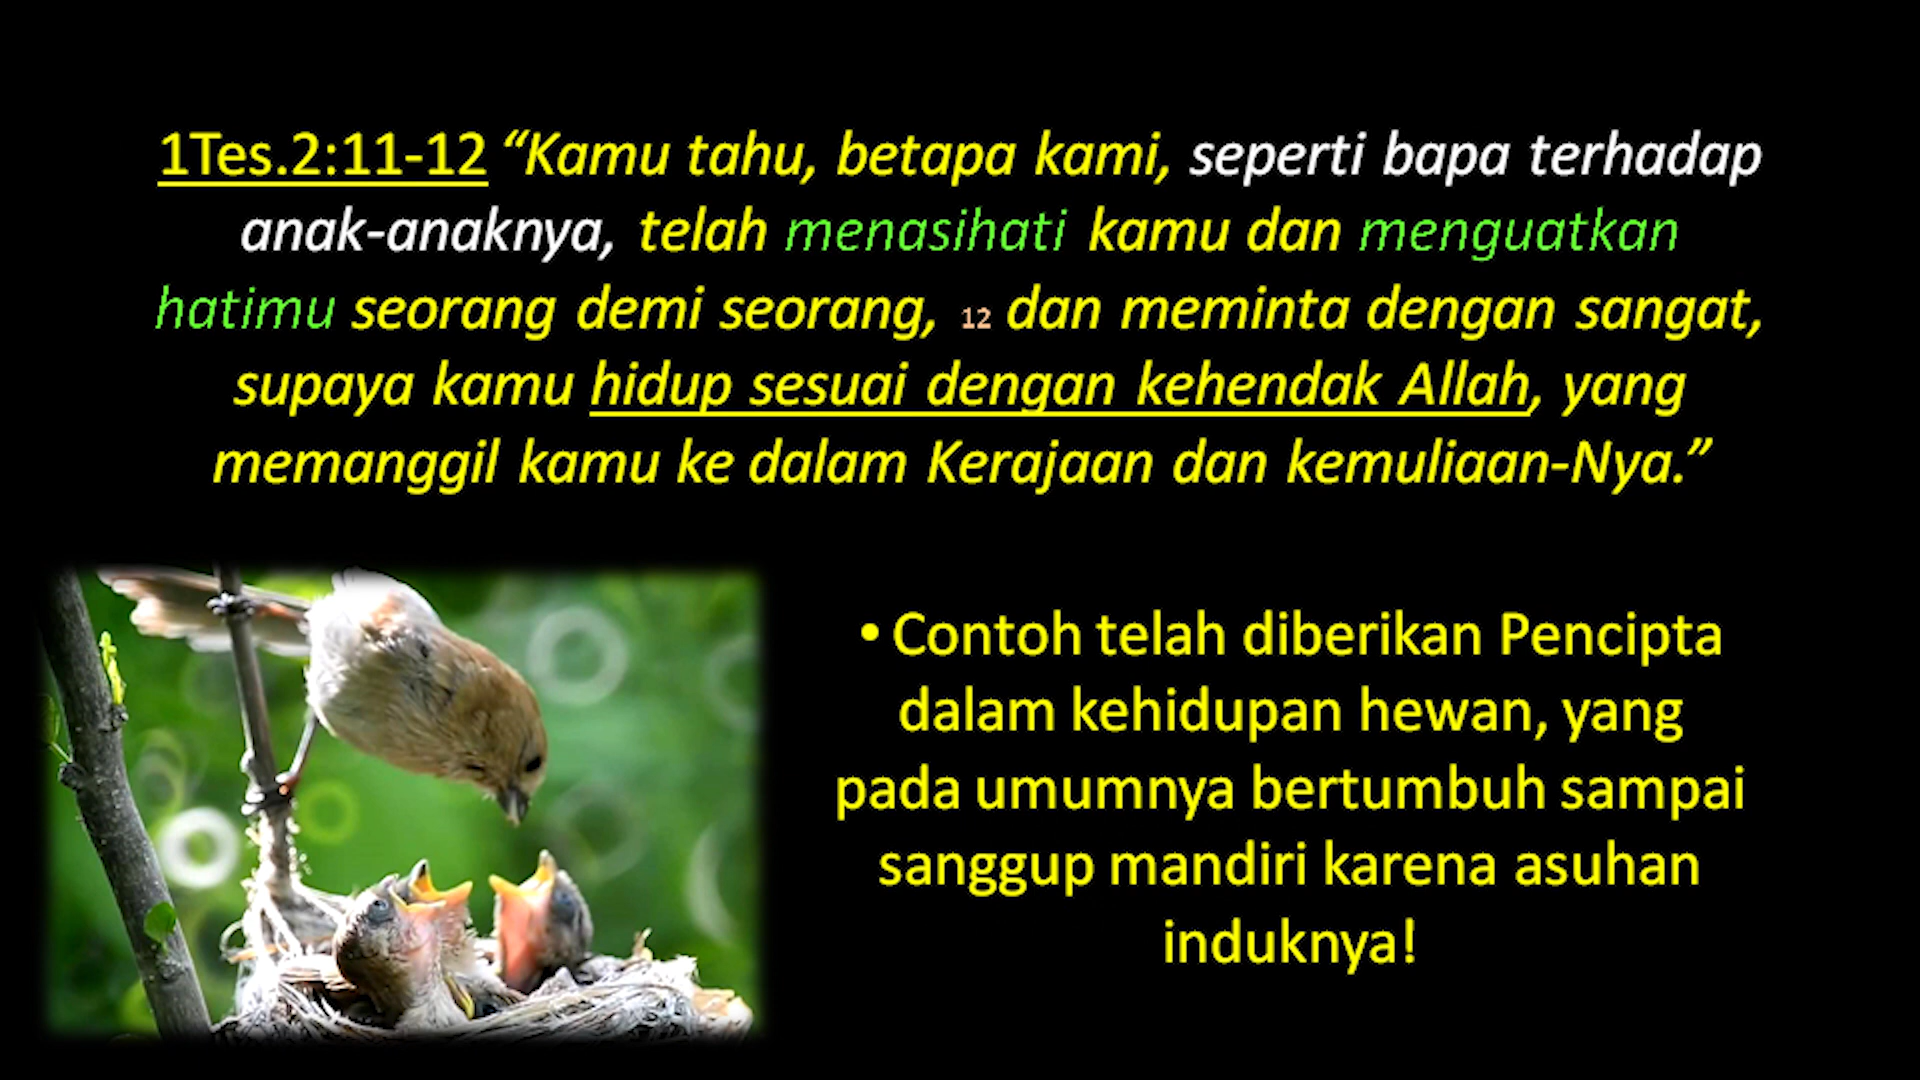 1Tes.2:11-12 “Kamu tahu, betapa kami, seperti bapa terhadap
anak-anaknya, telah menasihati kamu dan menguatkan
hatimu seorang demi seorang, 12 dan meminta dengan sangat,
supaya kamu hidup sesuai dengan kehendak Allah, yang
memanggil kamu ke dalam Kerajaan dan kemuliaan-Nya.”
• Contoh telah diberikan Pencipta
dalam kehidupan hewan, yang
pada umumnya bertumbuh sampai
sanggup mandiri karena asuhan
induknya!